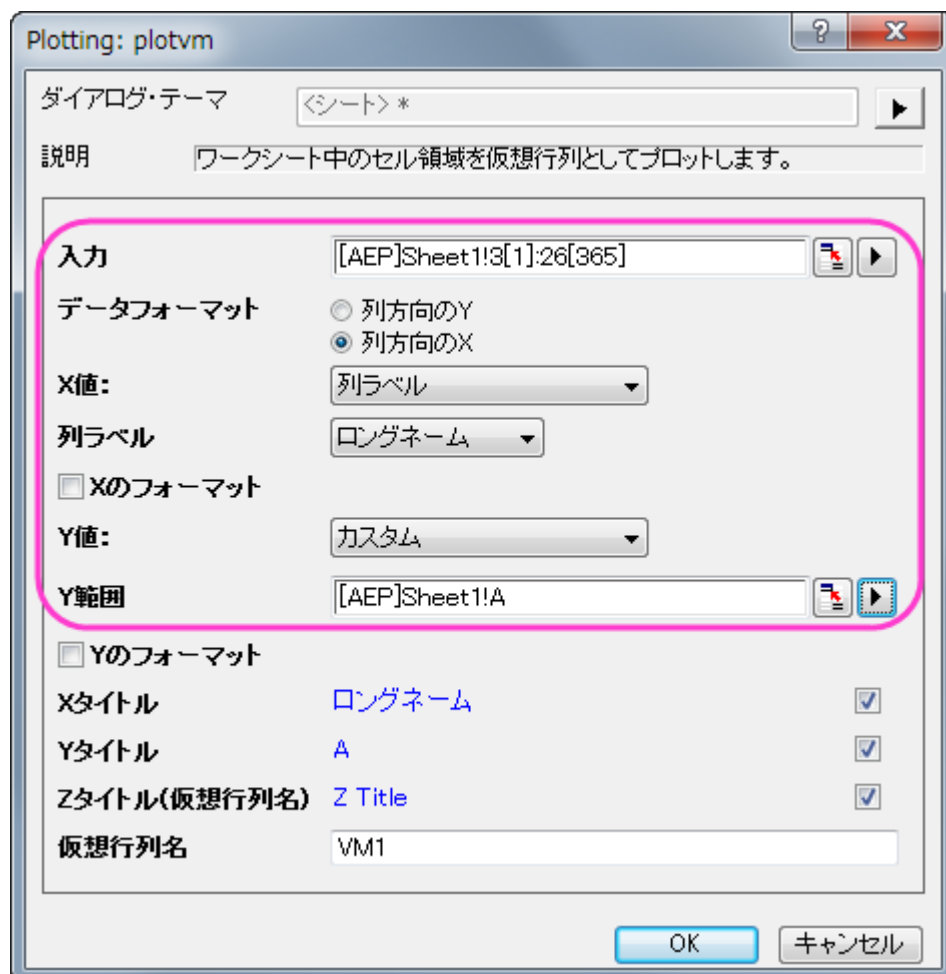 Plotting: plotvm
ダイアログ・テーマ <シート> *
説明 ワークシート中のセル領域を仮想行列としてプロットします。
入力 [AEP]Sheet1!3[1]:26[365]
データフォーマット 列方向のY
列方向のX
X値: 列ラベル
列ラベル ロングネーム
Xのフォーマット
Y値: カスタム
Y範囲 [AEP]Sheet1!A
Yのフォーマット
Xタイトル ロングネーム
Yタイトル A
Zタイトル(仮想行列名) Z Title
仮想行列名 VM1
OK キャンセル